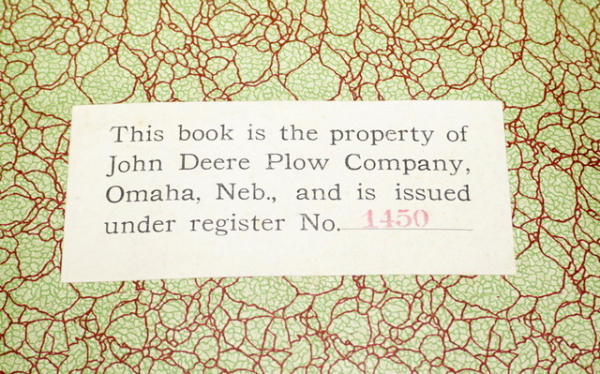 This book is the property of
John Deere Plow Company,
Omaha, Neb., and is issued
under register No. 1450